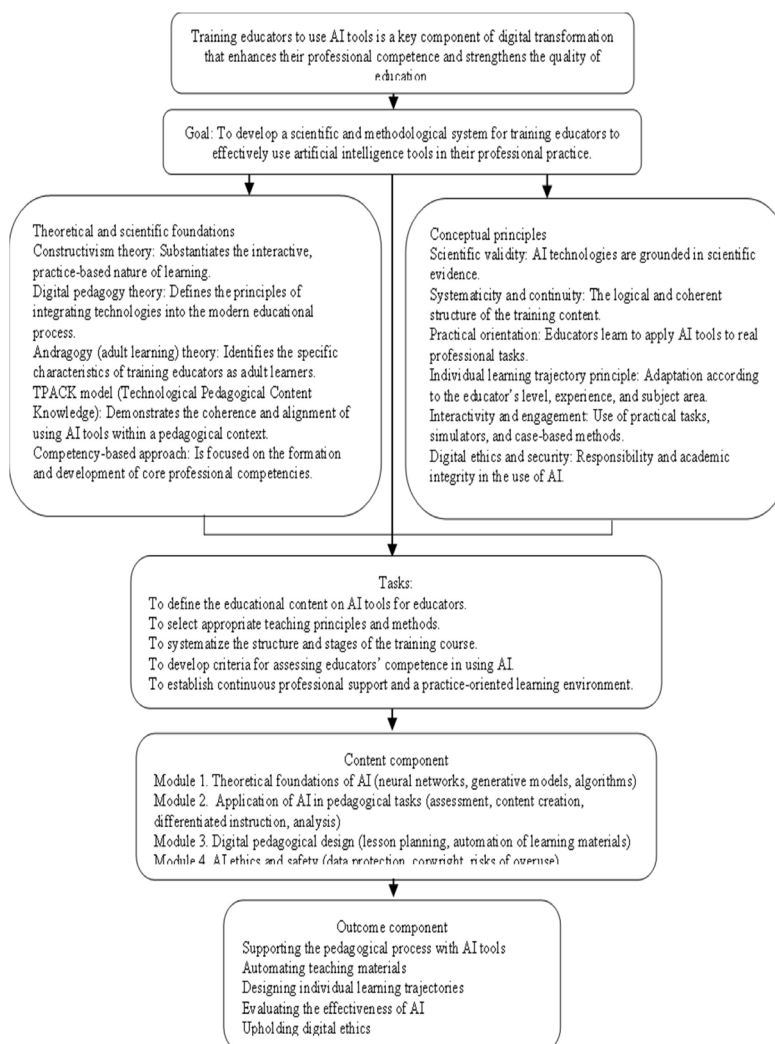 Training educators to use AI tools is a key component of digital transformation
that enhances their professional competence and strengthens the quality of
education
Goal: To develop a scientific and methodological system for training educators to
effectively use artificial intelligence tools in their professional practice.
Theoretical and scientific foundations
Constructivism theory: Substantiates the interactive,
practice-based nature of learning.
Digital pedagogy theory: Defines the principles of
integrating technologies into the modern educational
process.
Andragogy (adult learning) theory: Identifies the specific
characteristics of training educators as adult learners.
TPACK model (Technological Pedagogical Content
Knowledge): Demonstrates the coherence and alignment of
using AI tools within a pedagogical context.
Competency-based approach: Is focused on the formation
and development of core professional competencies.
Conceptual principles
Scientific validity: AI technologies are grounded in scientific
evidence.
Systematicity and continuity: The logical and coherent
structure of the training content.
Practical orientation: Educators learn to apply AI tools to real
professional tasks.
Individual learning trajectory principle: Adaptation according
to the educator's level, experience, and subject area.
Interactivity and engagement: Use of practical tasks,
simulators, and case-based methods.
Digital ethics and security: Responsibility and academic
integrity in the use of AI.
Tasks:
To define the educational content on AI tools for educators.
To select appropriate teaching principles and methods.
To systematize the structure and stages of the training course.
To develop criteria for assessing educators' competence in using AI.
To establish continuous professional support and a practice-oriented learning environment.
Content component
Module 1. Theoretical foundations of AI (neural networks, generative models, algorithms)
Module 2. Application of AI in pedagogical tasks (assessment, content creation,
differentiated instruction, analysis)
Module 3. Digital pedagogical design (lesson planning, automation of learning materials)
Module 4. AI ethics and safety (data protection, copyright, risks of overuse)
Outcome component
Supporting the pedagogical process with AI tools
Automating teaching materials
Designing individual learning trajectories
Evaluating the effectiveness of AI
Upholding digital ethics